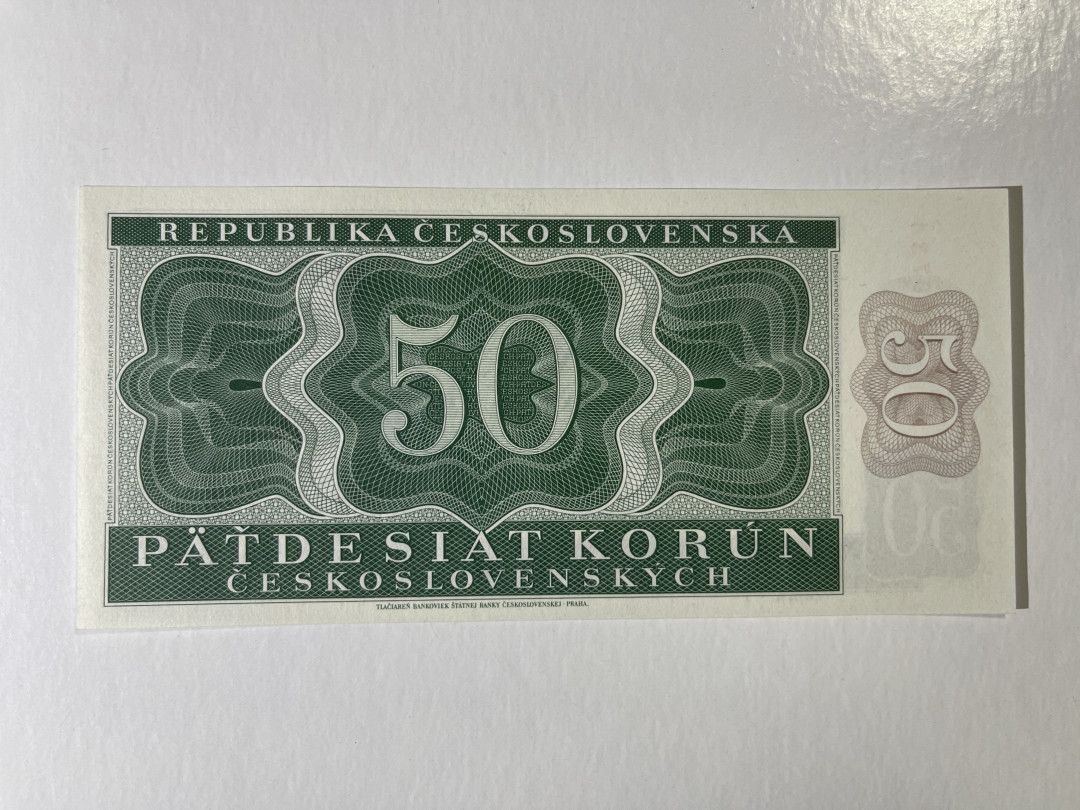 REPUBLIKA ČESKOSLOVENSKÁ
50
50
PÄŤDESIAT KORÚN
ČESKOSLOVENSKÝCH
TLAČIAREŇ BANKOVIEK ŠTÁTNEJ BANKY ČESKOSLOVENSKEJ - PRAHA.